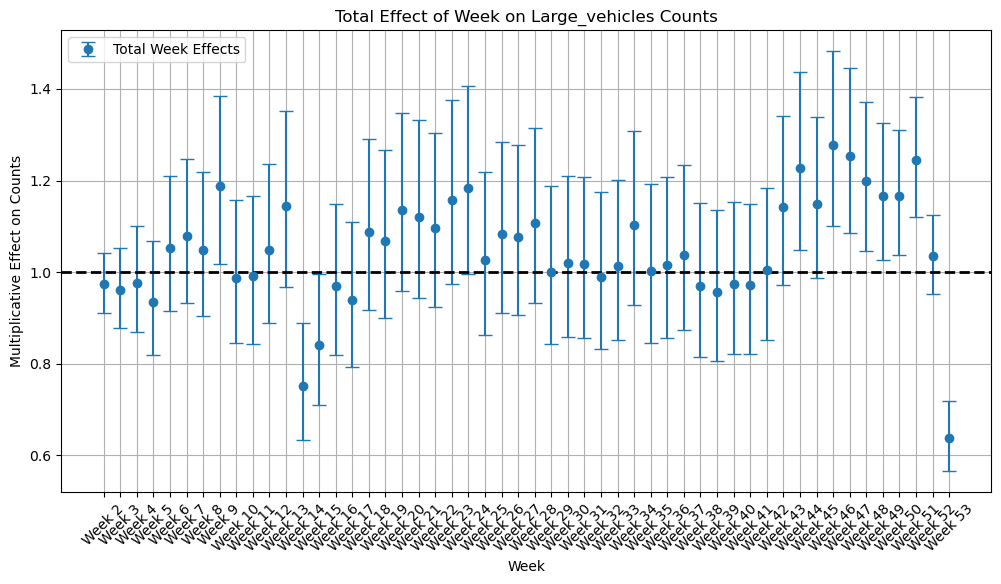 Total Effect of Week on Large_vehicles Counts
Total Week Effects
Multiplicative Effect on Counts
1.4
1.2
1.0
0.8
0.6
Week 2
Week 3
Week 4
Week 5
Week 6
Week 7
Week 8
Week 9
Week 10
Week 11
Week 12
Week 13
Week 14
Week 15
Week 16
Week 17
Week 18
Week 19
Week 20
Week 21
Week 22
Week 23
Week 24
Week 25
Week 26
Week 27
Week 28
Week 29
Week 30
Week 31
Week 32
Week 33
Week 34
Week 35
Week 36
Week 37
Week 38
Week 39
Week 40
Week 41
Week 42
Week 43
Week 44
Week 45
Week 46
Week 47
Week 48
Week 49
Week 50
Week 51
Week 52
Week 53
Week